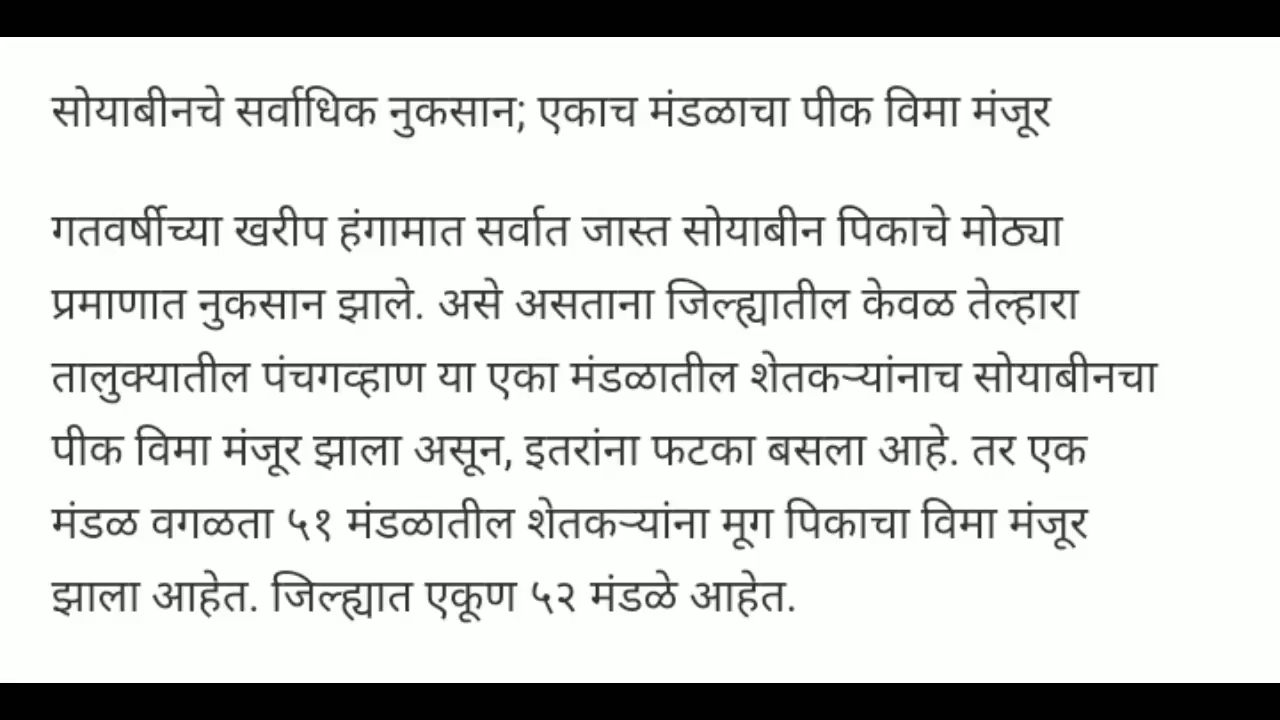 सोयाबीनचे सर्वाधिक नुकसान; एकाच मंडळाचा पीक विमा मंजूर
गतवर्षीच्या खरीप हंगामात सर्वात जास्त सोयाबीन पिकाचे मोठ्या
प्रमाणात नुकसान झाले. असे असताना जिल्ह्यातील केवळ तेल्हारा
तालुक्यातील पंचगव्हाण या एका मंडळातील शेतकऱ्यांनाच सोयाबीनचा
पीक विमा मंजूर झाला असून, इतरांना फटका बसला आहे. तर एक
मंडळ वगळता ५१ मंडळातील शेतकऱ्यांना मूग पिकाचा विमा मंजूर
झाला आहेत. जिल्ह्यात एकूण ५२ मंडळे आहेत.